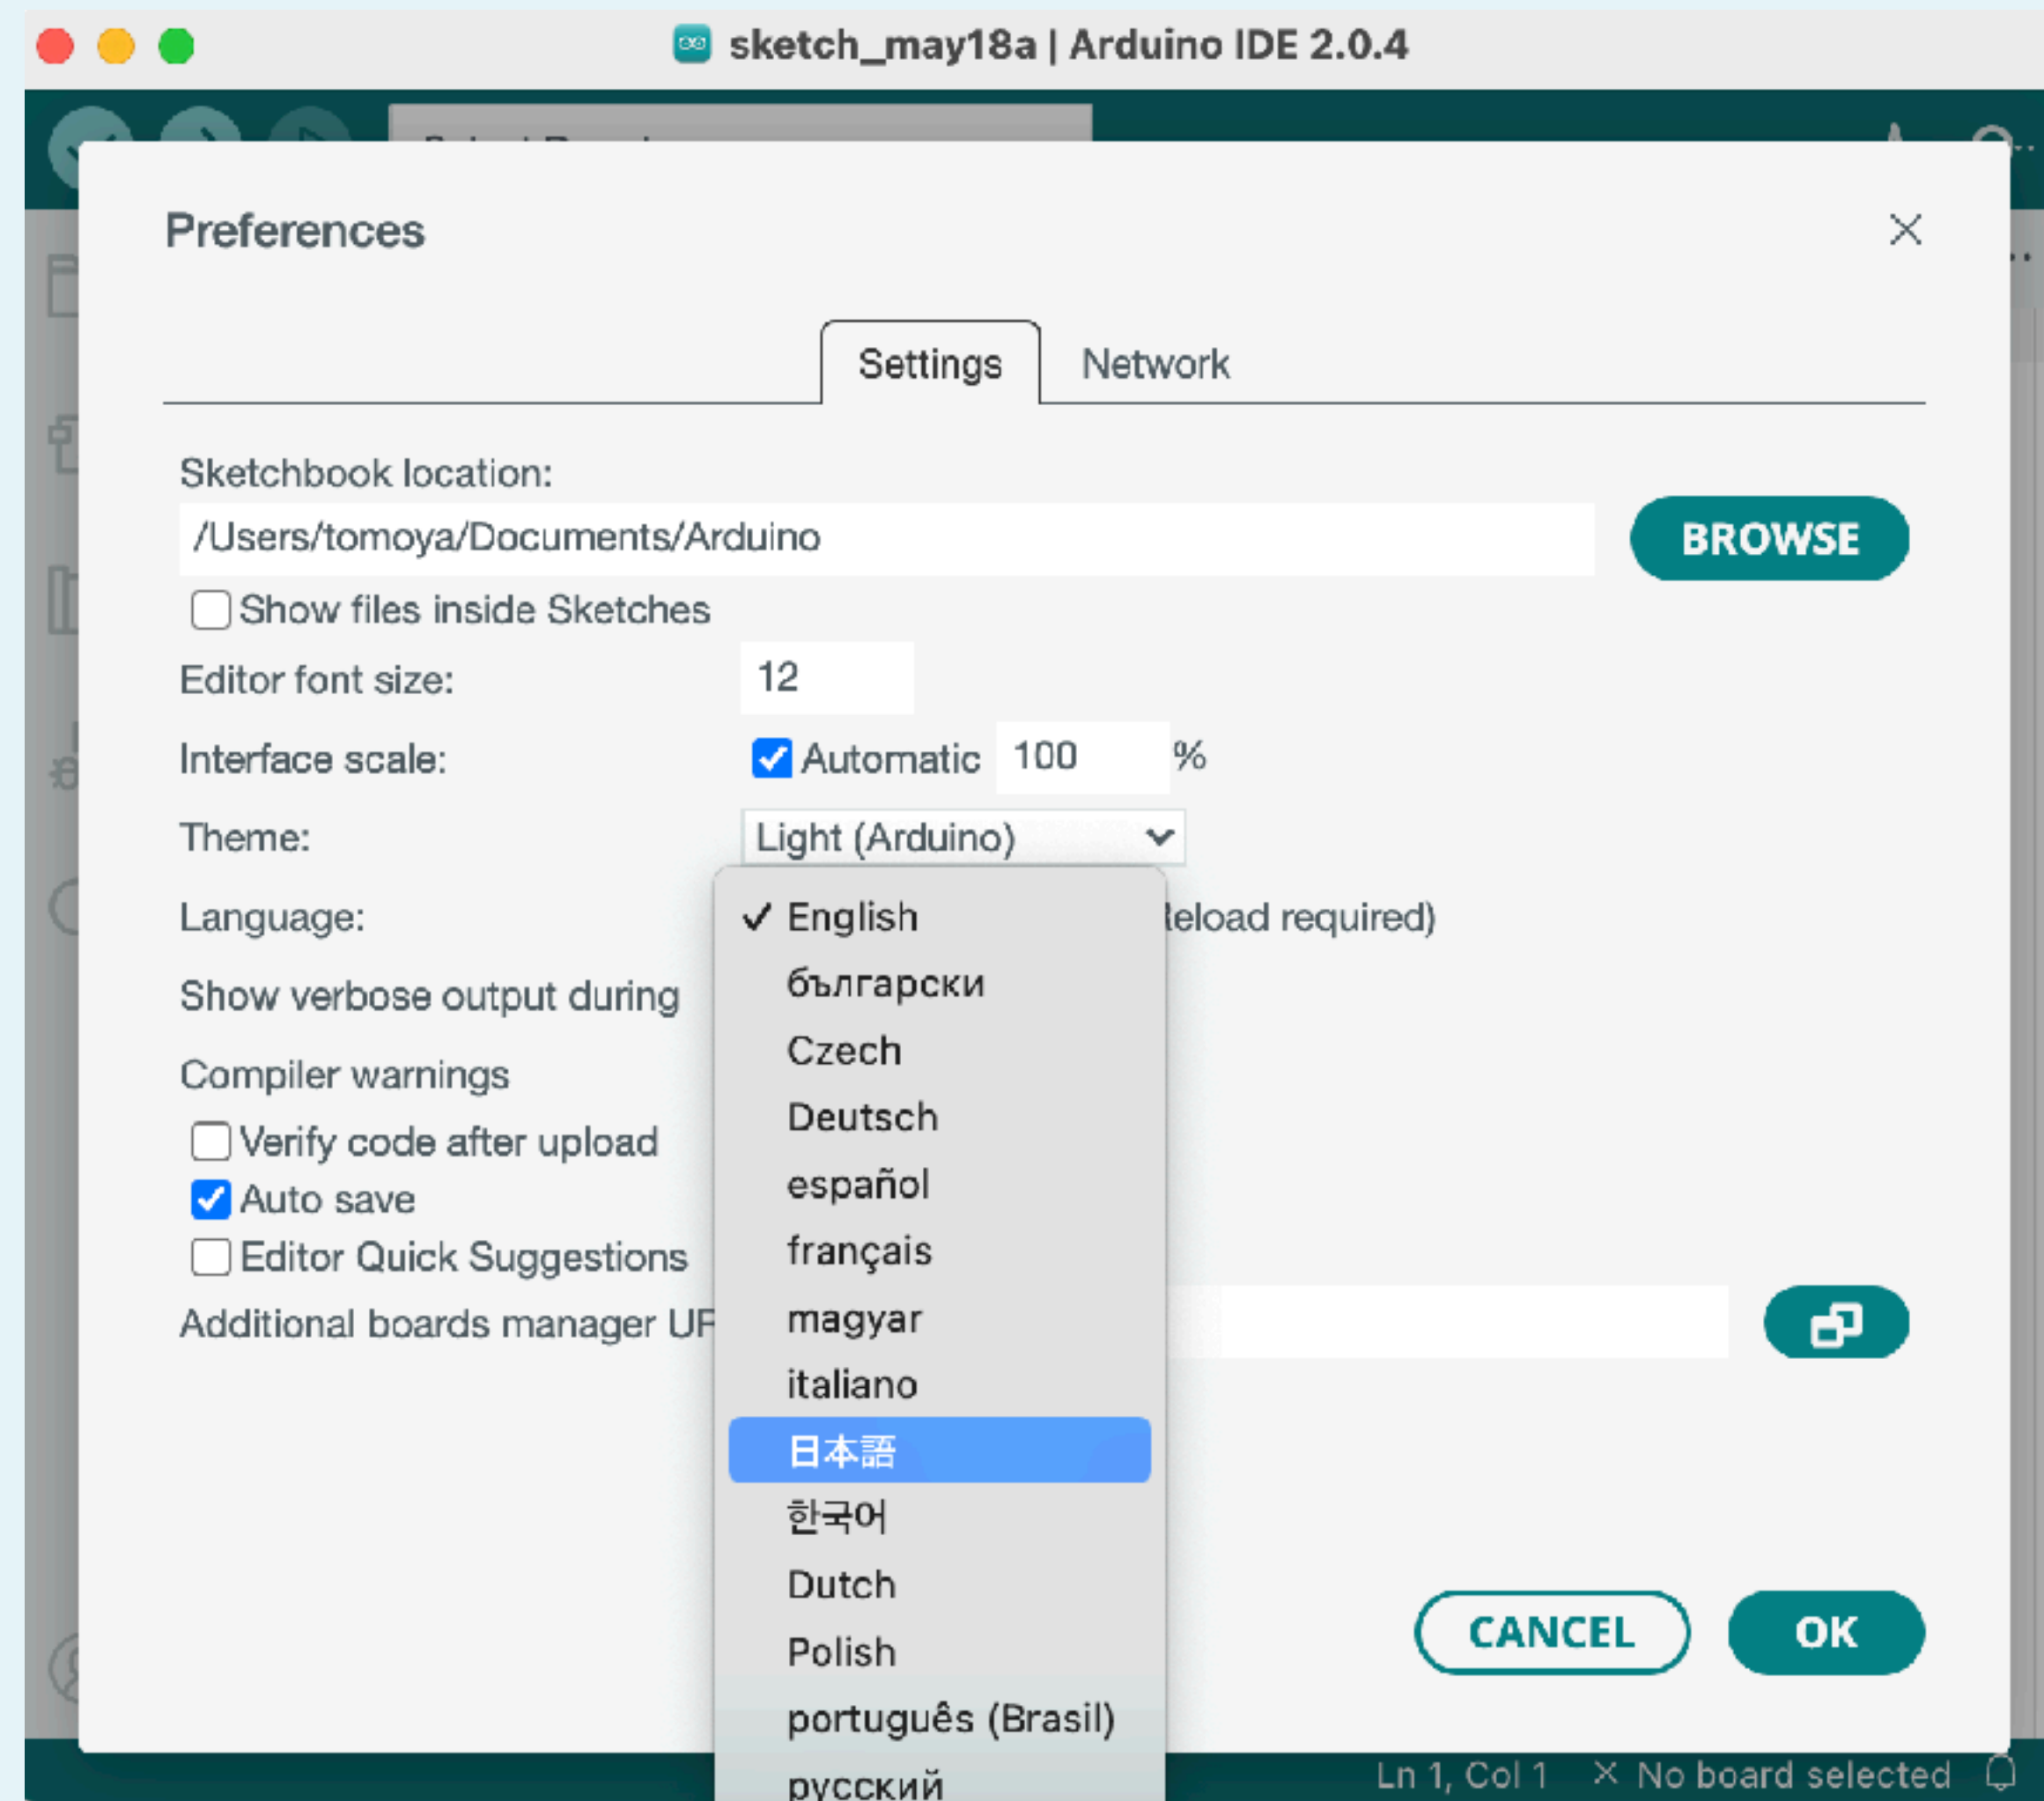 sketch_may18a | Arduino IDE 2.0.4
Preferences
Settings Network
Sketchbook location:
/Users/tomoya/Documents/Arduino BROWSE
Show files inside Sketches
Editor font size: 12
Interface scale: Automatic 100 %
Theme: Light (Arduino)
Language: English eload required)
български
Show verbose output during
Czech
Compiler warnings
Deutsch
Verify code after upload
español
Auto save
français
Editor Quick Suggestions
magyar
Additional boards manager UR
italiano
日本語
한국어
Dutch
Polish
CANCEL OK
português (Brasil)
русский
Ln 1, Col 1 × No board selected